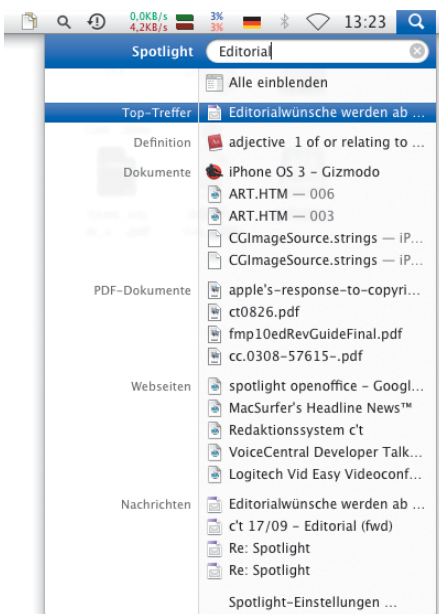 0,0KB/s 3% 13:23
4,2KB/s 3%
Spotlight Editorial
Alle einblenden
Top-Treffer Editorialwünsche werden ab ...
Definition adjective 1 of or relating to ...
Dokumente iPhone OS 3 – Gizmodo
ART.HTM — 006
ART.HTM — 003
CGImageSource.strings — iP...
CGImageSource.strings — iP...
PDF-Dokumente apple's-response-to-copyri...
ct0826.pdf
fmp10edRevGuideFinal.pdf
cc.0308-57615-.pdf
Webseiten spotlight openoffice – Googl...
MacSurfer's Headline News™
Redaktionssystem c't
VoiceCentral Developer Talk...
Logitech Vid Easy Videoconf...
Nachrichten Editorialwünsche werden ab ...
c't 17/09 – Editorial (fwd)
Re: Spotlight
Re: Spotlight
Spotlight-Einstellungen ...